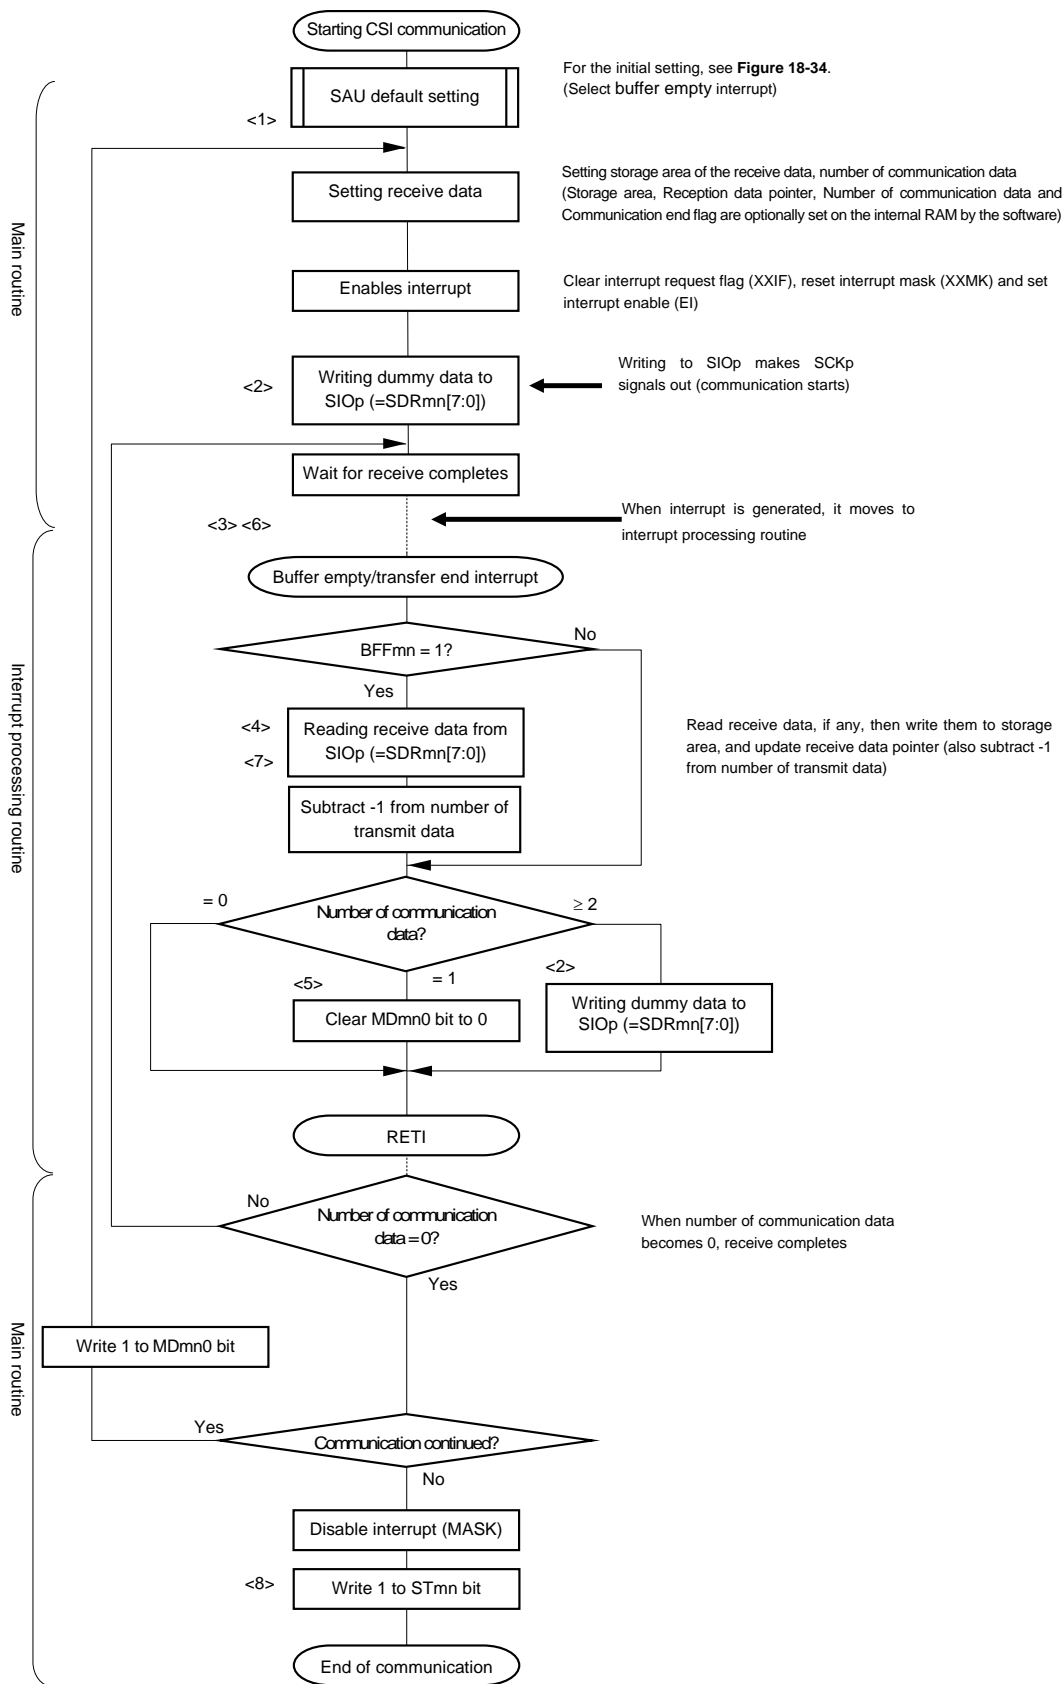 Starting CSI communication
For the initial setting, see Figure 18-34.
(Select buffer empty interrupt)
SAU default setting
<1>
Setting storage area of the receive data, number of communication data
(Storage area, Reception data pointer, Number of communication data and
Communication end flag are optionally set on the internal RAM by the software)
Setting receive data
Main routine
Enables interrupt
Clear interrupt request flag (XXIF), reset interrupt mask (XXMK) and set
interrupt enable (EI)
<2>
Writing dummy data to
SIOp (=SDRmn[7:0])
Writing to SIOp makes SCKp
signals out (communication starts)
Wait for receive completes
<3> <6>
When interrupt is generated, it moves to
interrupt processing routine
Buffer empty/transfer end interrupt
BFFmn = 1?
No
Yes
<4>
<7>
Reading receive data from
SIOp (=SDRmn[7:0])
Read receive data, if any, then write them to storage
area, and update receive data pointer (also subtract -1
from number of transmit data)
Interrupt processing routine
Subtract -1 from number of
transmit data
= 0
Number of communication
data?
≥ 2
= 1
<5>
Clear MDmn0 bit to 0
<2>
Writing dummy data to
SIOp (=SDRmn[7:0])
RETI
No
Number of communication
data = 0?
When number of communication data
becomes 0, receive completes
Yes
Write 1 to MDmn0 bit
Main routine
Yes
Communication continued?
No
Disable interrupt (MASK)
<8>
Write 1 to STmn bit
End of communication